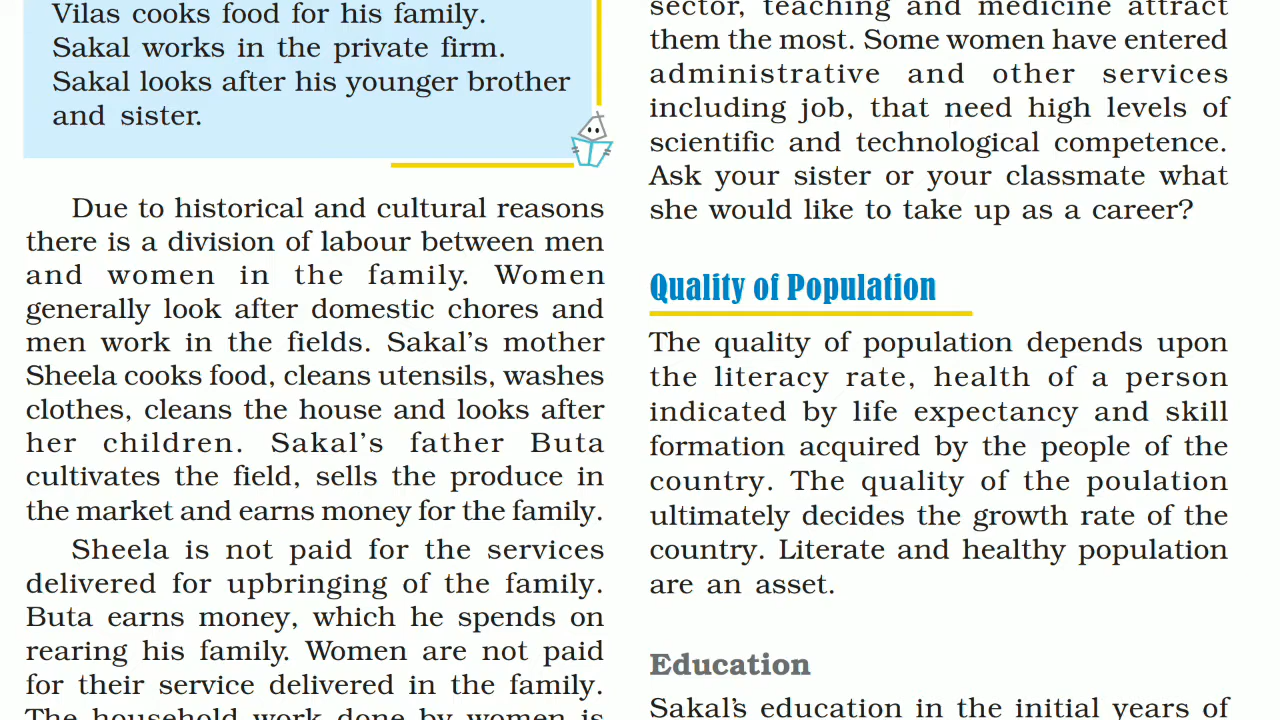 Vilas cooks food for his family.
Sakal works in the private firm.
Sakal looks after his younger brother
and sister.
Due to historical and cultural reasons
there is a division of labour between men
and women in the family. Women
generally look after domestic chores and
men work in the fields. Sakal’s mother
Sheela cooks food, cleans utensils, washes
clothes, cleans the house and looks after
her children. Sakal’s father Buta
cultivates the field, sells the produce in
the market and earns money for the family.
Sheela is not paid for the services
delivered for upbringing of the family.
Buta earns money, which he spends on
rearing his family. Women are not paid
for their service delivered in the family.
The household work done by women is
sector, teaching and medicine attract
them the most. Some women have entered
administrative and other services
including job, that need high levels of
scientific and technological competence.
Ask your sister or your classmate what
she would like to take up as a career?
Quality of Population
The quality of population depends upon
the literacy rate, health of a person
indicated by life expectancy and skill
formation acquired by the people of the
country. The quality of the poulation
ultimately decides the growth rate of the
country. Literate and healthy population
are an asset.
Education
Sakal’s education in the initial years of